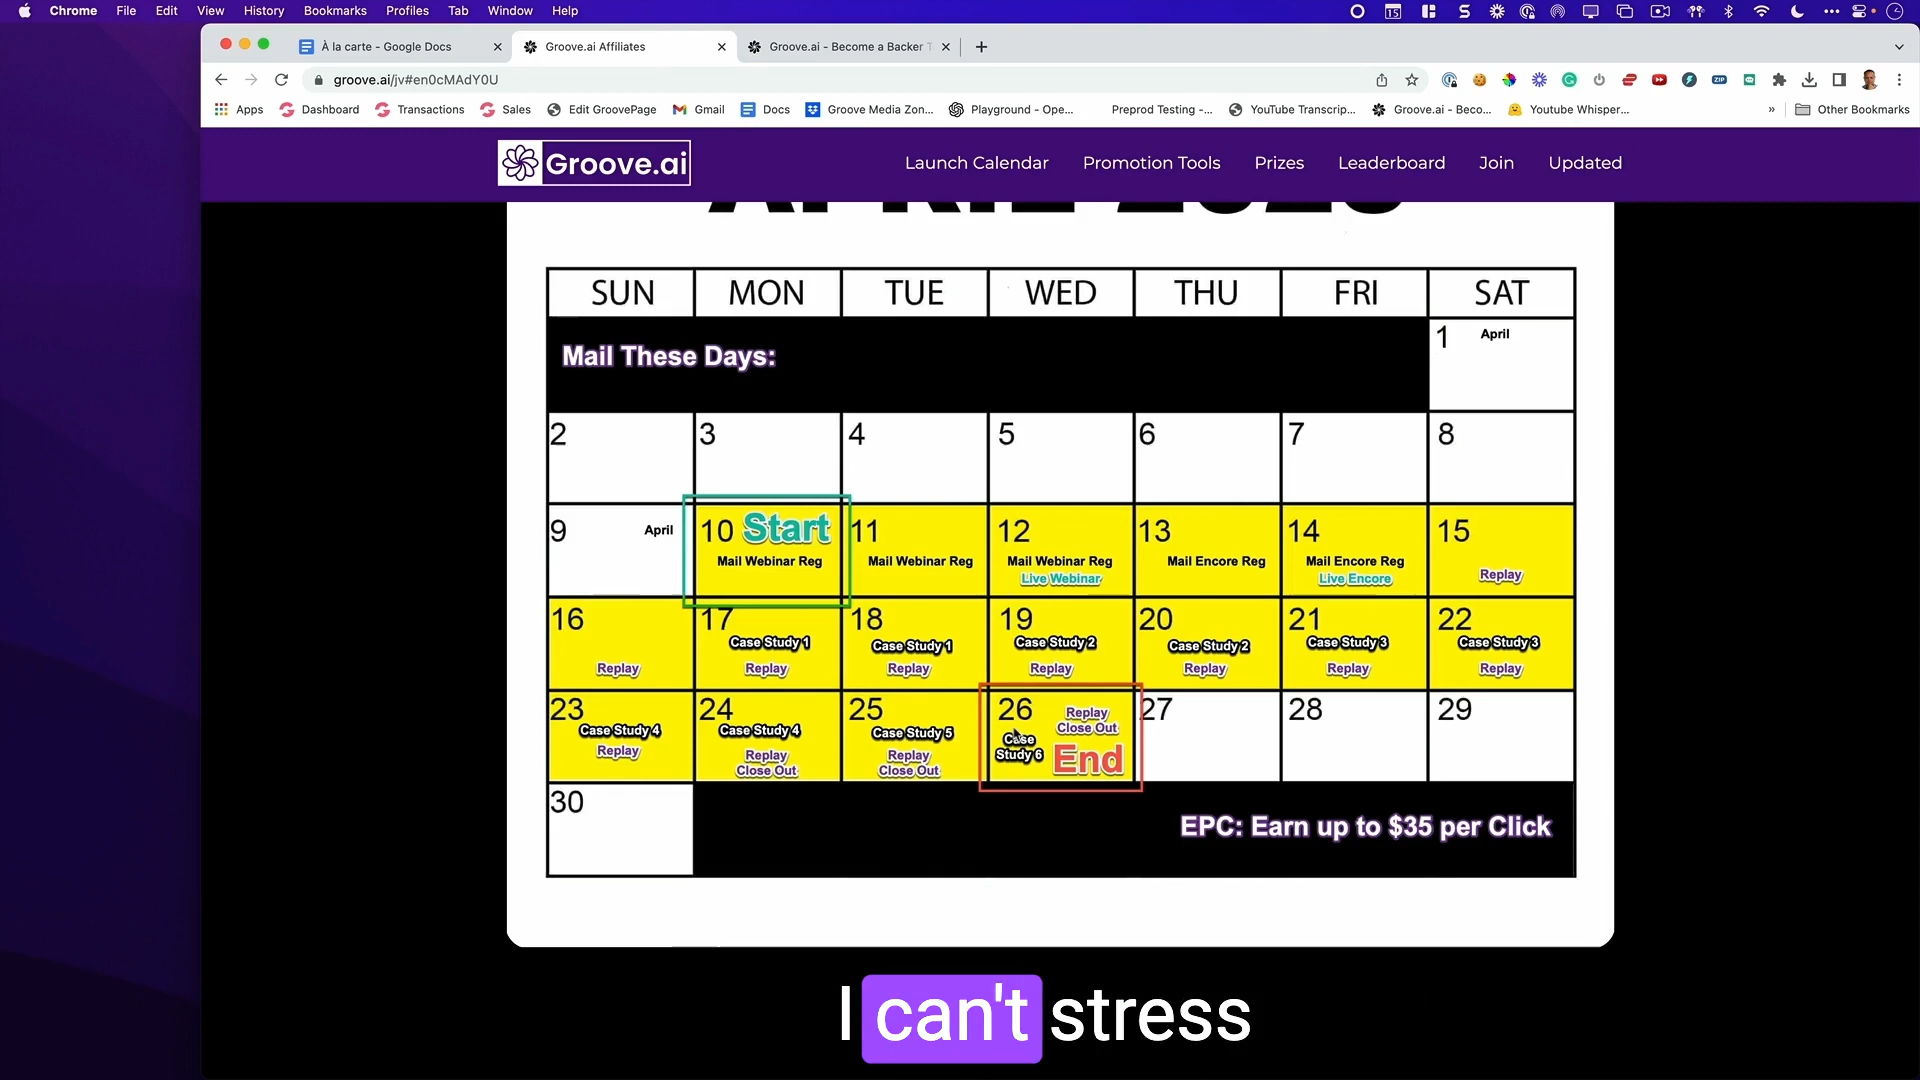 Chrome File Edit View History Bookmarks Profiles Tab Window Help
15
À la carte - Google Docs
Groove.ai Affiliates
Groove.ai - Become a Backer T
groove.ai/jv#en0cMAdY0U
ZIP
Apps Dashboard Transactions Sales Edit GroovePage Gmail Docs Groove Media Zon... Playground - Ope... Preprod Testing -... YouTube Transcrip... Groove.ai - Beco... Youtube Whisper... » Other Bookmarks
Groove.ai
Launch Calendar Promotion Tools Prizes Leaderboard Join Updated
APRIL 2023
SUN MON TUE WED THU FRI SAT
Mail These Days:
1 April
2 3 4 5 6 7 8
9 April
10 Start
Mail Webinar Reg
11
Mail Webinar Reg
12
Mail Webinar Reg
Live Webinar
13
Mail Encore Reg
14
Mail Encore Reg
Live Encore
15
Replay
16
Replay
17
Case Study 1
Replay
18
Case Study 1
Replay
19
Case Study 2
Replay
20
Case Study 2
Replay
21
Case Study 3
Replay
22
Case Study 3
Replay
23
Case Study 4
Replay
24
Case Study 4
Replay
Close Out
25
Case Study 5
Replay
Close Out
26
Case
Study 6
Replay
Close Out
End
27
28
29
30
EPC: Earn up to $35 per Click
I can't stress